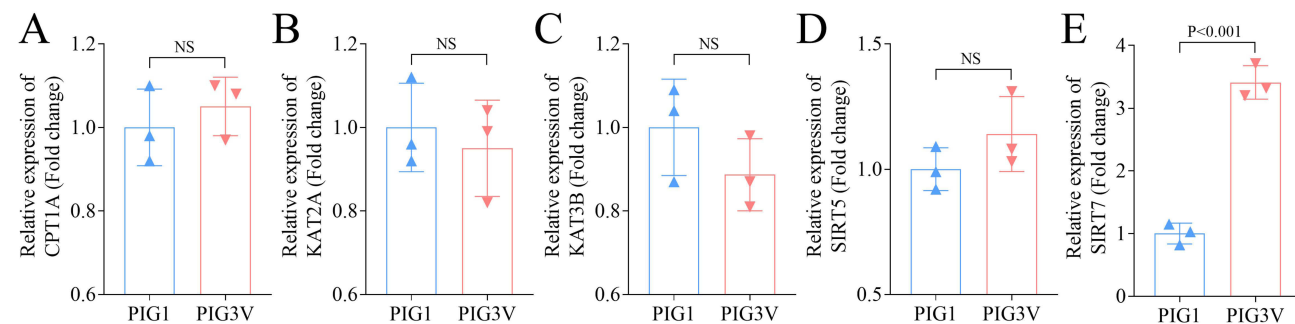 A
Relative expression of
CPT1A (Fold change)
1.2
1.0
0.8
0.6
NS
PIG1 PIG3V
B
Relative expression of
KAT2A (Fold change)
1.2
1.0
0.8
0.6
NS
PIG1 PIG3V
C
Relative expression of
KAT3B (Fold change)
1.2
1.0
0.8
0.6
NS
PIG1 PIG3V
D
Relative expression of
SIRT5 (Fold change)
1.5
1.0
0.5
NS
PIG1 PIG3V
E
Relative expression of
SIRT7 (Fold change)
4
3
2
1
0
P<0.001
PIG1 PIG3V